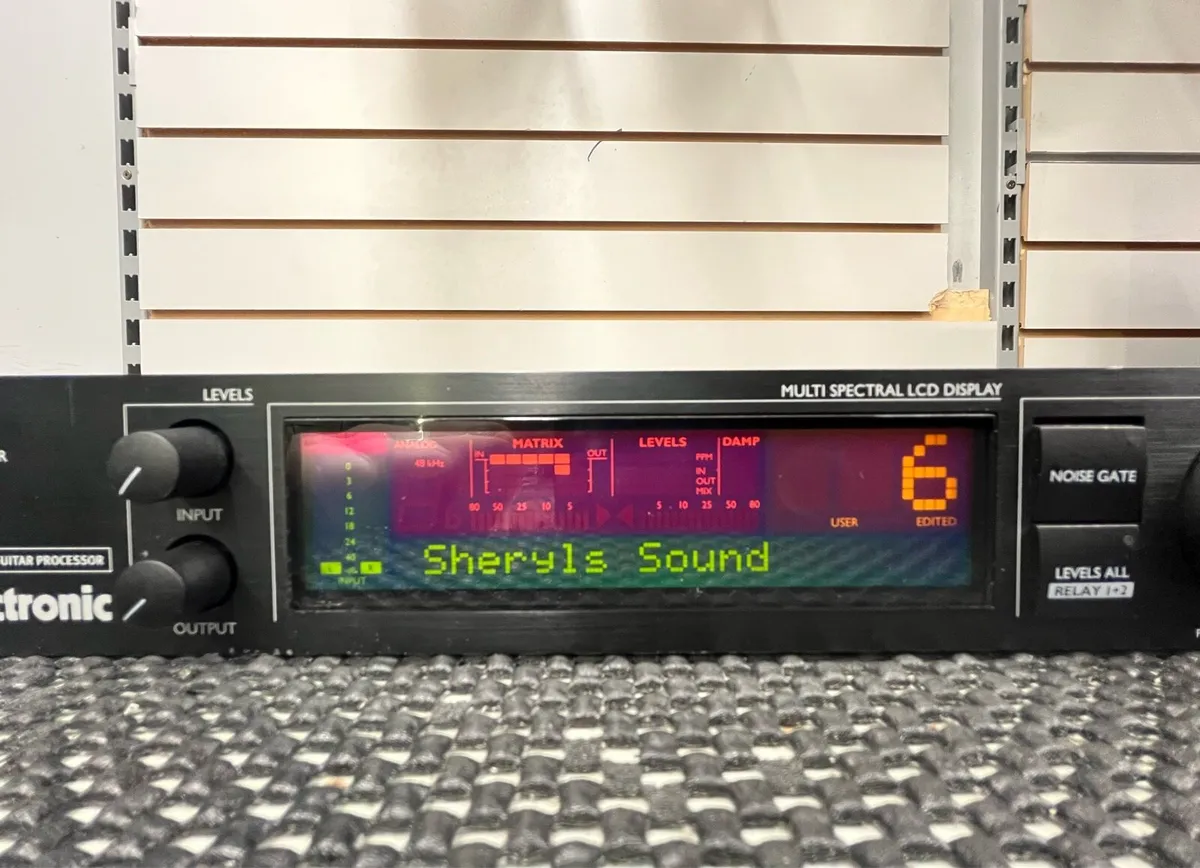 LEVELS
INPUT
OUTPUT
R
UITAR PROCESSOR
ctronic
MULTI SPECTRAL LCD DISPLAY
0
3
6
12
18
24
40
L R
INPUT
ANALOG
48 kHz
MATRIX
IN OUT
LEVELS
PPM
IN
OUT
MIX
DAMP
80 50 25 10 5 5 10 25 50 80
6
USER EDITED
Sheryls Sound
NOISE GATE
LEVELS ALL
RELAY 1+2